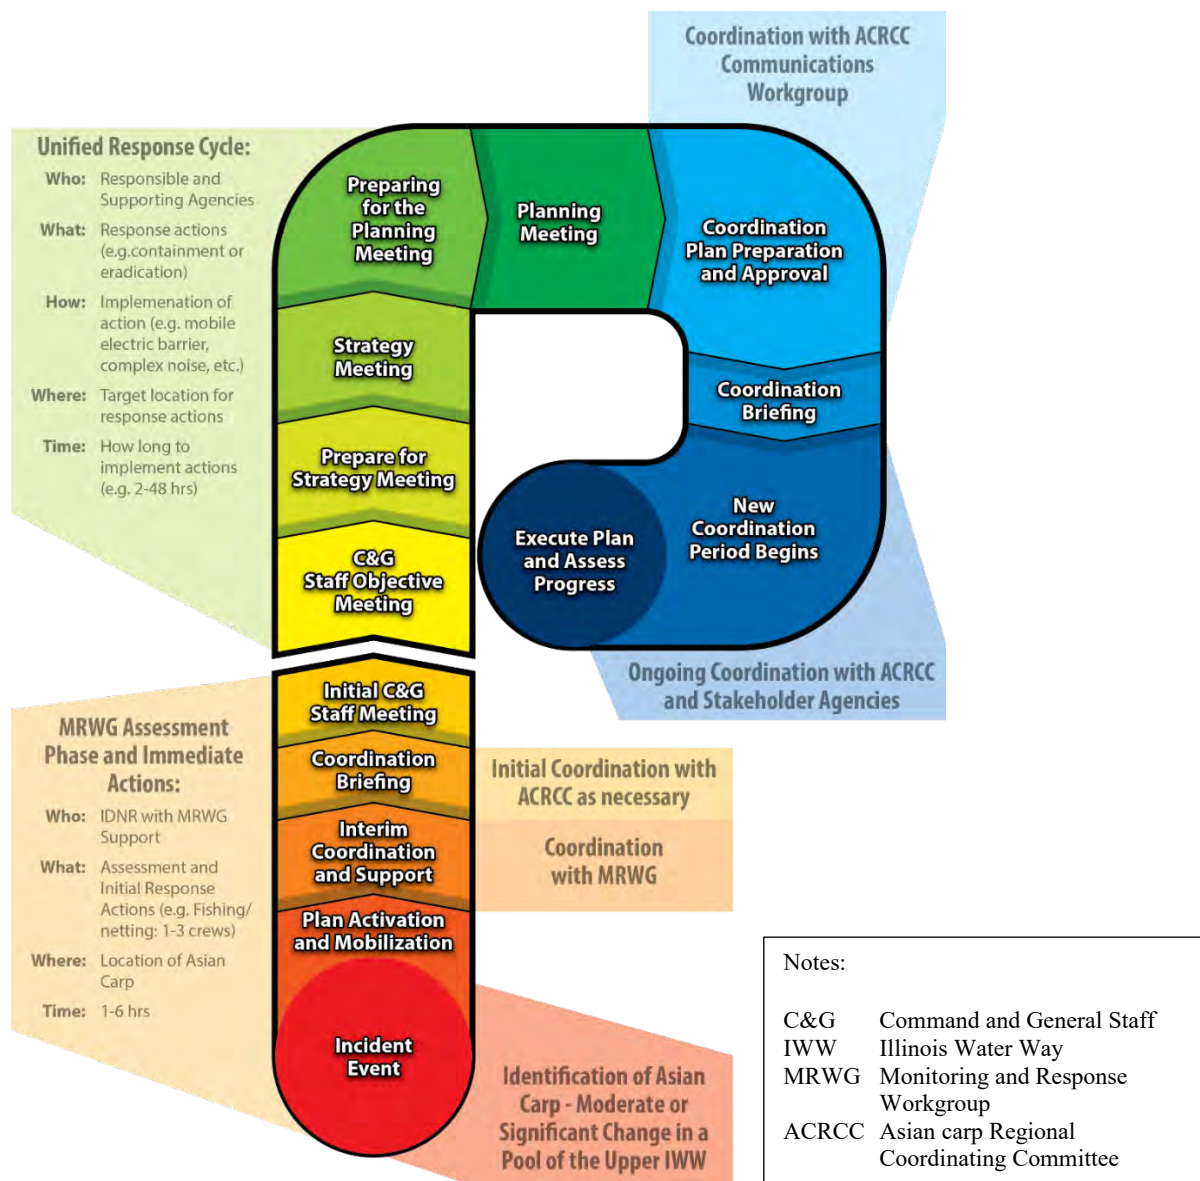 Coordination with ACRCC
Communications
Workgroup
Unified Response Cycle:
Who: Responsible and
Supporting Agencies
What: Response actions
(e.g.containment or
eradication)
How: Implemenation of
action (e.g. mobile
electric barrier,
complex noise, etc.)
Where: Target location for
response actions
Time: How long to
implement actions
(e.g. 2-48 hrs)
Preparing
for the
Planning
Meeting
Planning
Meeting
Coordination
Plan Preparation
and Approval
Strategy
Meeting
Coordination
Briefing
Prepare for
Strategy Meeting
New
Coordination
Period Begins
Execute Plan
and Assess
Progress
C&G
Staff Objective
Meeting
Ongoing Coordination with ACRCC
and Stakeholder Agencies
Initial C&G
Staff Meeting
MRWG Assessment
Phase and Immediate
Actions:
Who: IDNR with MRWG
Support
What: Assessment and
Initial Response
Actions (e.g. Fishing/
netting: 1-3 crews)
Where: Location of Asian
Carp
Time: 1-6 hrs
Coordination
Briefing
Initial Coordination with
ACRCC as necessary
Interim
Coordination
and Support
Coordination
with MRWG
Plan Activation
and Mobilization
Incident
Event
Identification of Asian
Carp - Moderate or
Significant Change in a
Pool of the Upper IWW
Notes:
C&G Command and General Staff
IWW Illinois Water Way
MRWG Monitoring and Response
Workgroup
ACRCC Asian carp Regional
Coordinating Committee